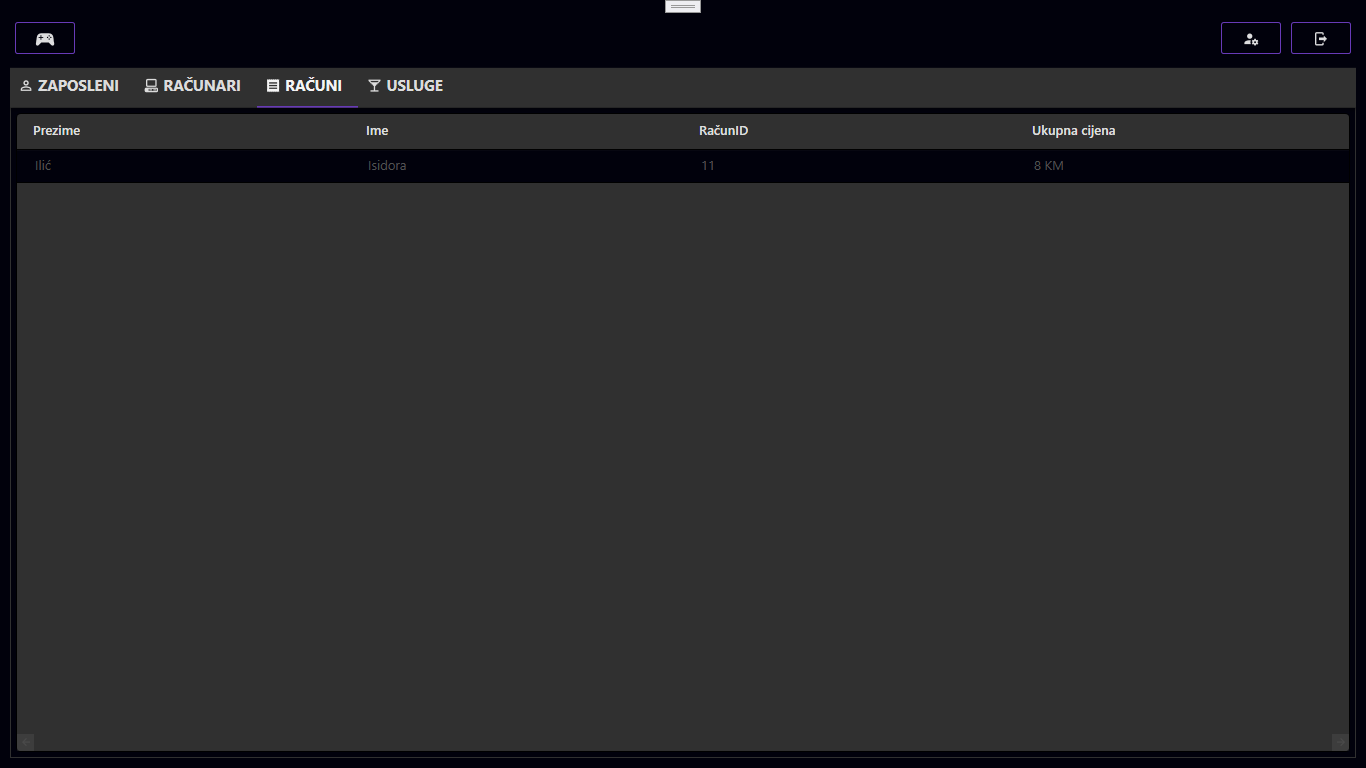 ZAPOSLENI RAČUNARI RAČUNI USLUGE
Prezime Ime RačunID Ukupna cijena
Ilić Isidora 11 8 KM